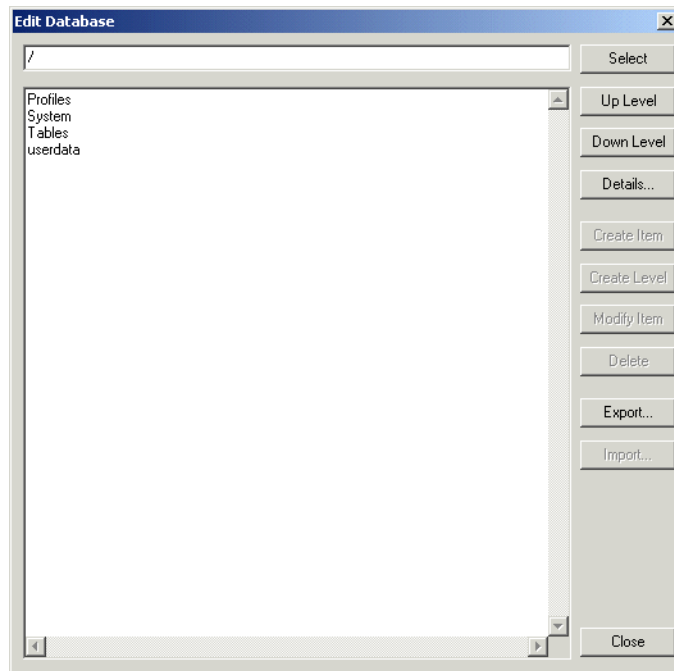 Edit Database
/
Select
Profiles
System
Tables
userdata
Up Level
Down Level
Details...
Create Item
Create Level
Modify Item
Delete
Export...
Import...
Close